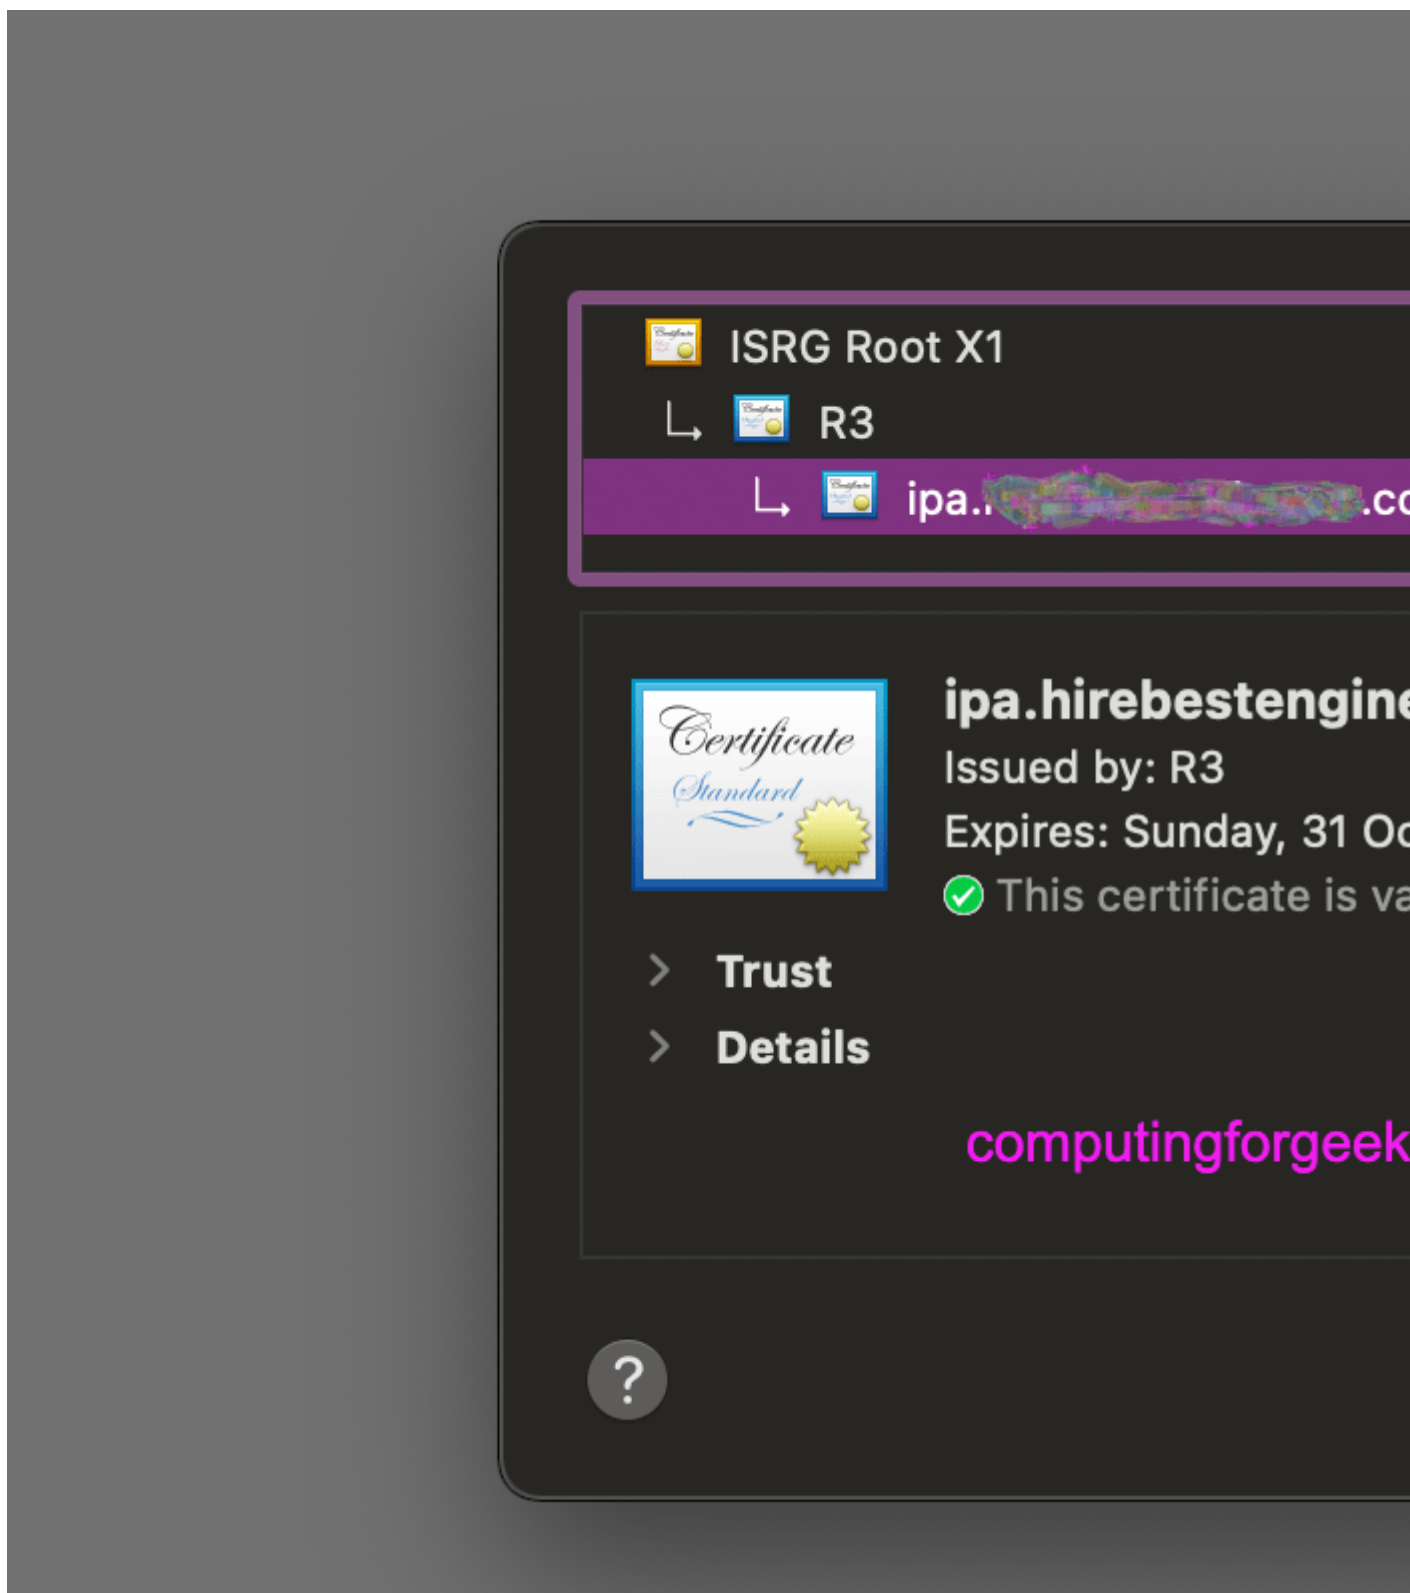 ISRG Root X1
R3
ipa.
ipa.hirebestengine
Issued by: R3
Expires: Sunday, 31 Oc
This certificate is va
Certificate
Standard
Trust
Details
computingforgeek
?